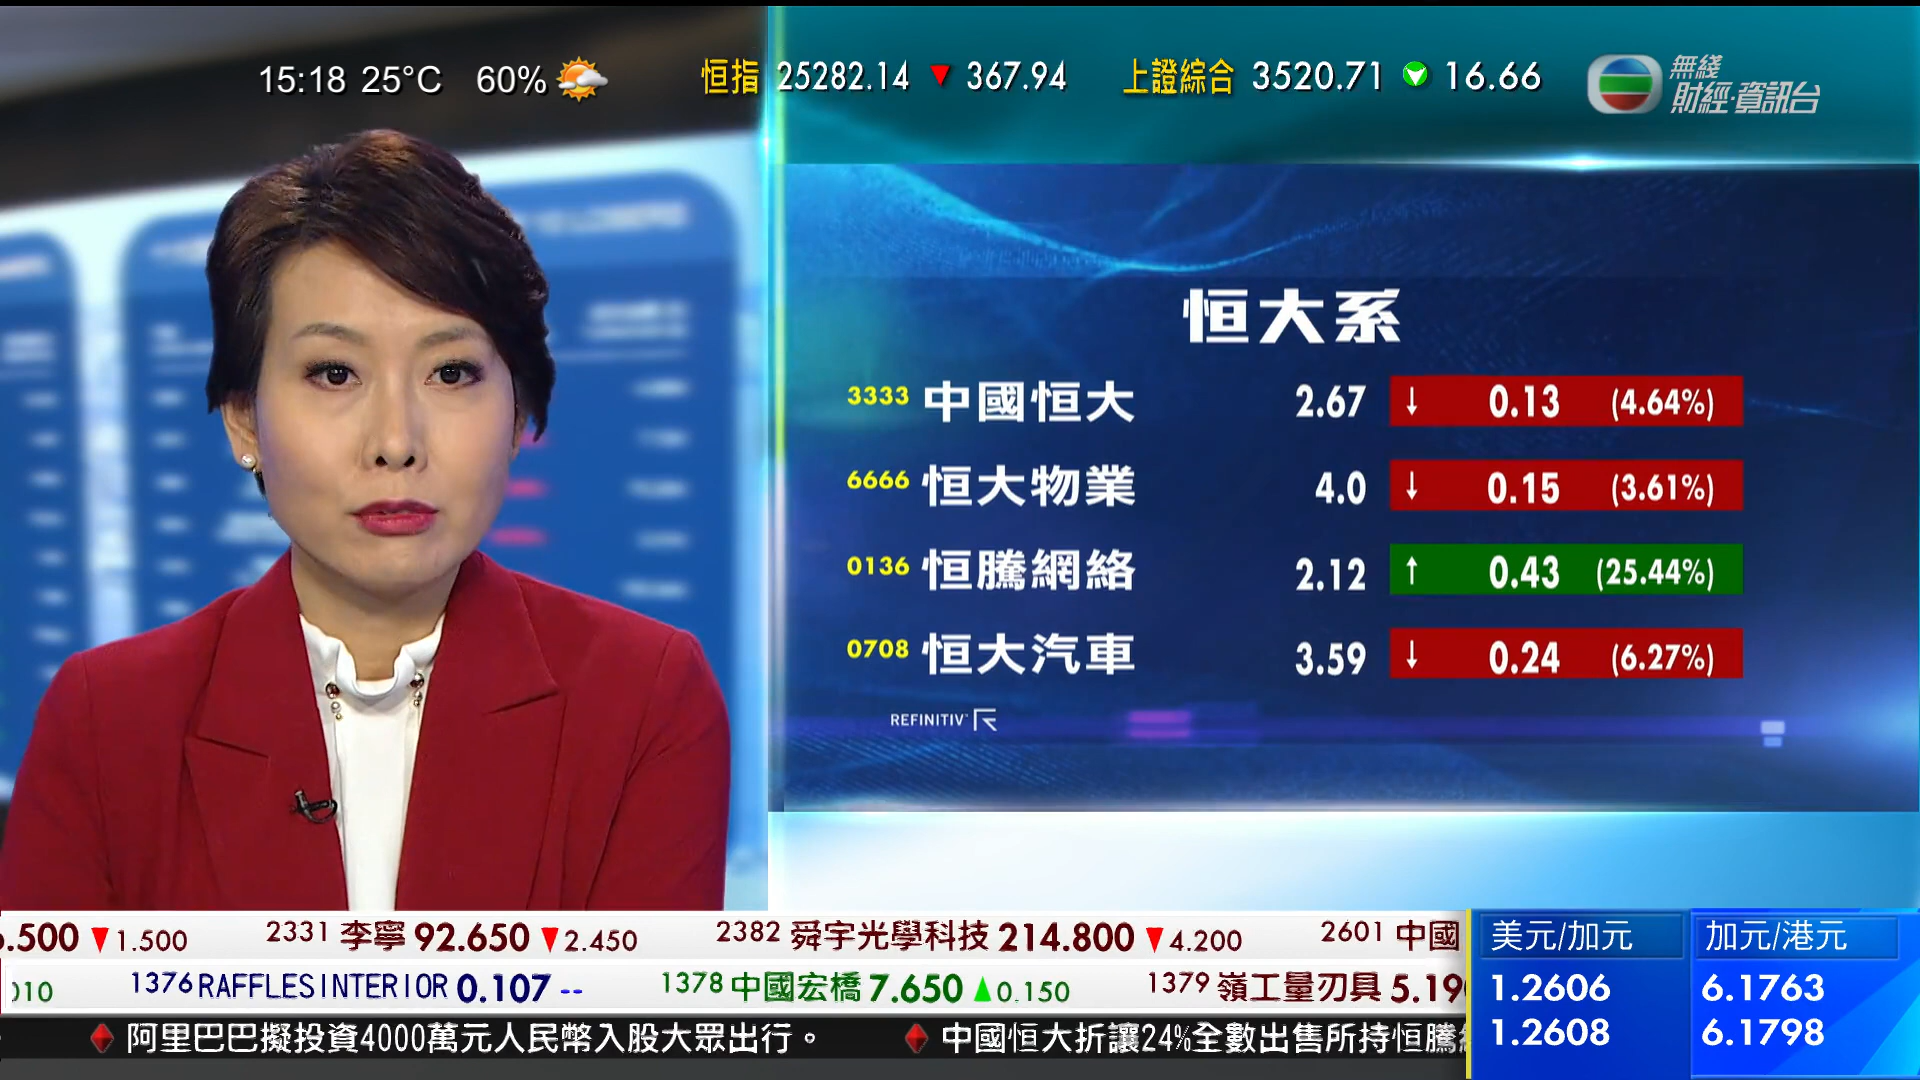 15:18 25°C 60% 恒指 25282.14 ▼ 367.94 上證綜合 3520.71 ▼ 16.66
無綫
財經·資訊台
恒大系
3333 中國恒大 2.67 ↓ 0.13 (4.64%)
6666 恒大物業 4.0 ↓ 0.15 (3.61%)
0136 恒騰網絡 2.12 ↑ 0.43 (25.44%)
0708 恒大汽車 3.59 ↓ 0.24 (6.27%)
REFINITIV
.500 ▼1.500 2331 李寧 92.650 ▼2.450 2382 舜宇光學科技 214.800 ▼4.200 2601 中國
010 1376 RAFFLESINTERIOR 0.107 -- 1378 中國宏橋 7.650 ▲0.150 1379 嶺工量刃具 5.19
阿里巴巴擬投資4000萬元人民幣入股大眾出行。 中國恒大折讓24%全數出售所持恒騰
美元/加元 加元/港元
1.2606 6.1763
1.2608 6.1798